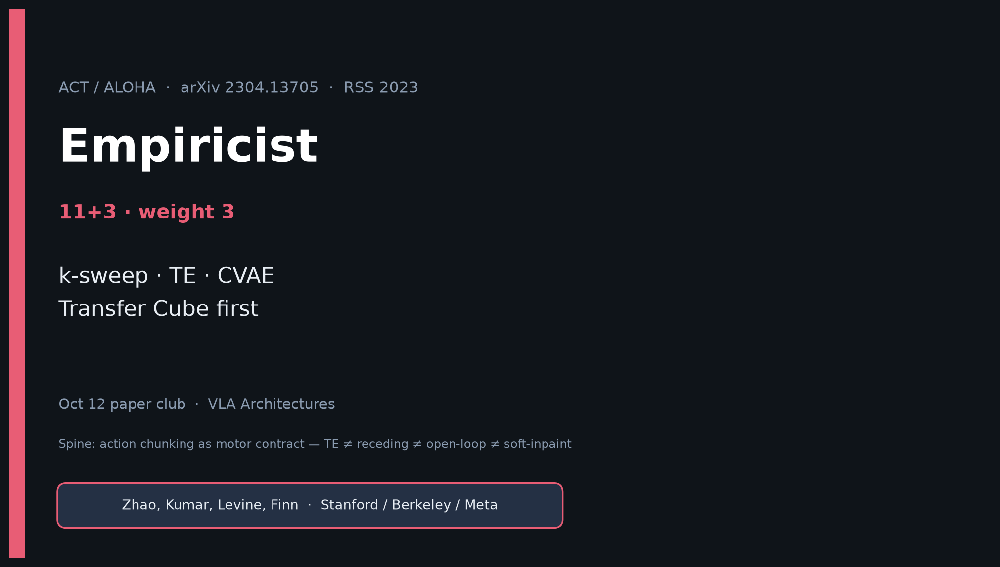 ACT / ALOHA · arXiv 2304.13705 · RSS 2023
Empiricist
11+3 · weight 3
k-sweep · TE · CVAE
Transfer Cube first
Oct 12 paper club · VLA Architectures
Spine: action chunking as motor contract — TE ≠ receding ≠ open-loop ≠ soft-inpaint
Zhao, Kumar, Levine, Finn · Stanford / Berkeley / Meta